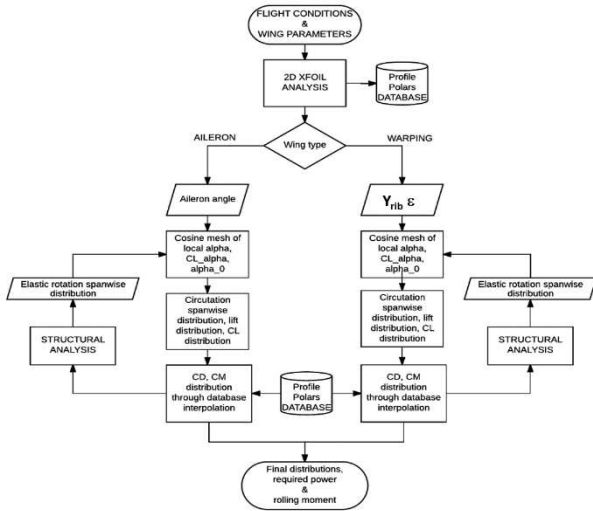 FLIGHT CONDITIONS
&
WING PARAMETERS
2D XFOIL
ANALYSIS
Profile
Polars
DATABASE
AILERON
Wing type
WARPING
Aileron angle
Yrib ε
Cosine mesh of
local alpha,
CL_alpha,
alpha_0
Cosine mesh of
local alpha,
CL_alpha,
alpha_0
Elastic rotation spanwise
distribution
Elastic rotation spanwise
distribution
Circutation
spanwise
distribution, lift
distribution, CL
distribution
Circutation
spanwise
distribution, lift
distribution, CL
distribution
STRUCTURAL
ANALYSIS
STRUCTURAL
ANALYSIS
CD, CM
distribution
through database
interpolation
Profile
Polars
DATABASE
CD, CM
distribution
through database
interpolation
Final distributions,
required power
&
rolling moment